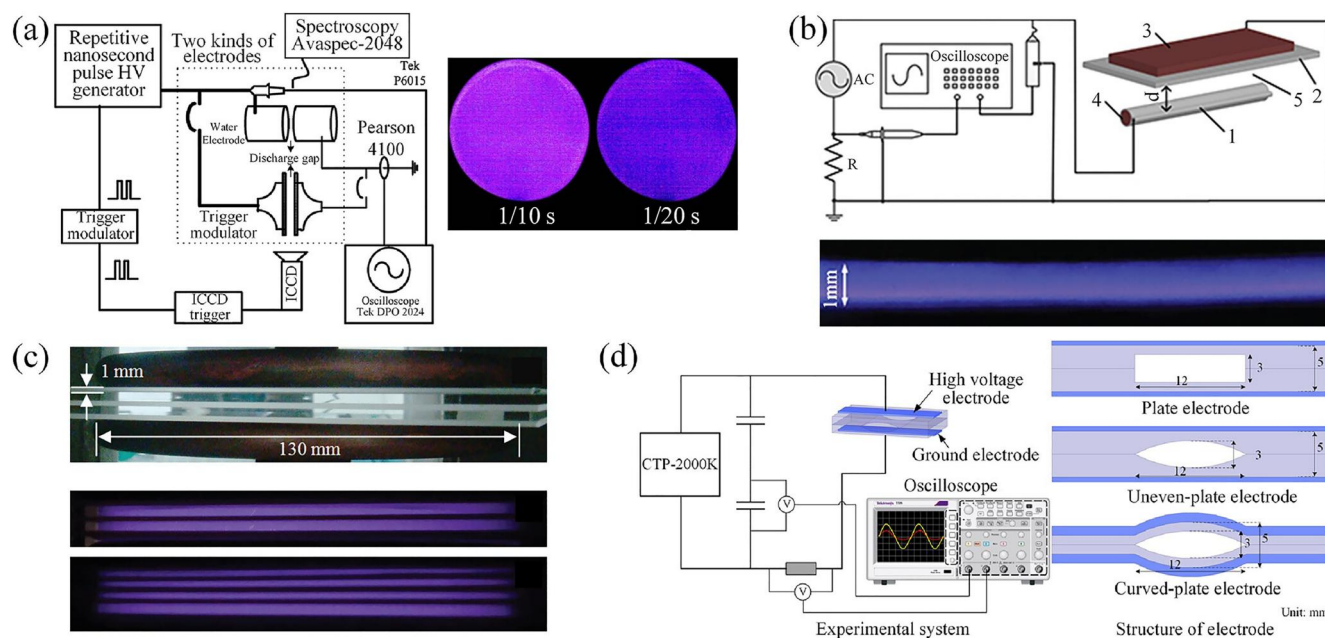 (a)
Repetitive
nanosecond
pulse HV
generator
Two kinds of
electrodes
Spectroscopy
Avaspec-2048
Tek
P6015
Water
Electrode
Discharge gap
Pearson
4100
Trigger
modulator
Trigger
modulator
ICCD
trigger
ICCD
Oscilloscope
Tek DPO 2024
1/10 s
1/20 s
(b)
AC
Oscilloscope
R
3
2
5
d
4
1
1mm
(c)
1 mm
130 mm
(d)
CTP-2000K
V
V
High voltage
electrode
Ground electrode
Oscilloscope
Experimental system
12
3
5
Plate electrode
12
3
5
Uneven-plate electrode
12
3
5
Curved-plate electrode
Unit: mm
Structure of electrode